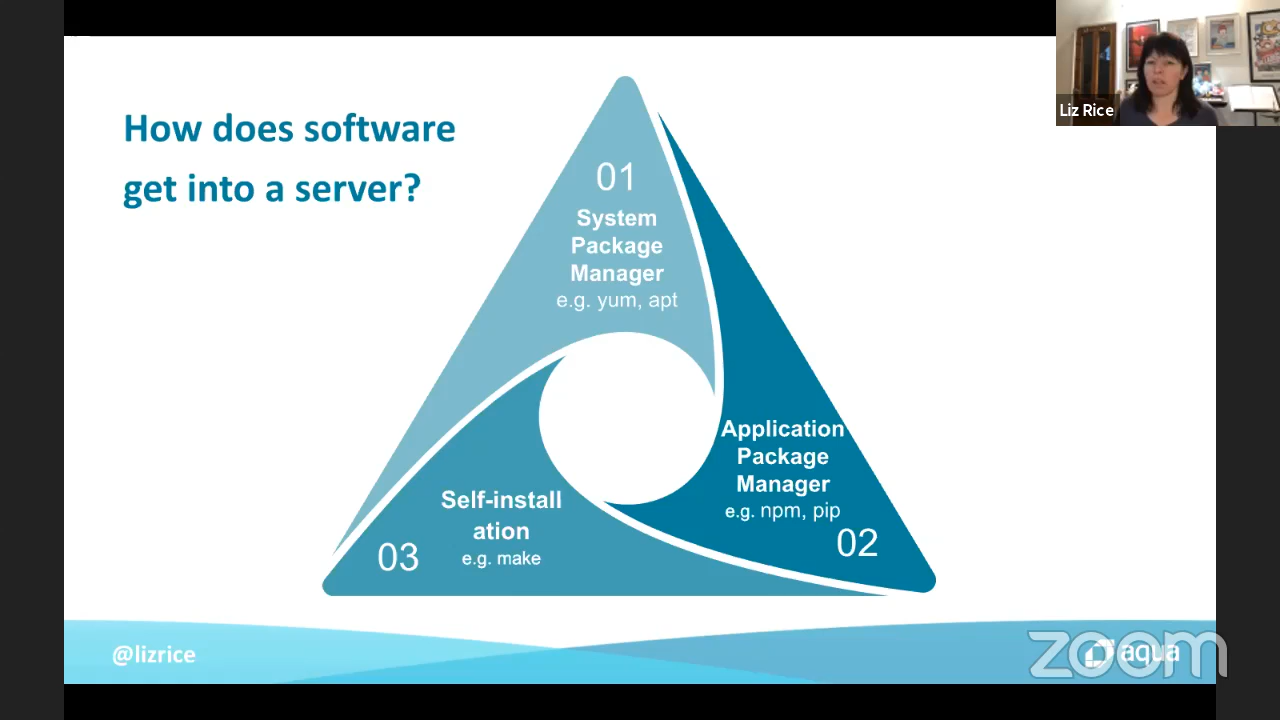 How does software
get into a server?
Liz Rice
01
System
Package
Manager
e.g. yum, apt
Application
Package
Manager
e.g. npm, pip
02
Self-install
ation
e.g. make
03
@lizrice
zoom
aqua